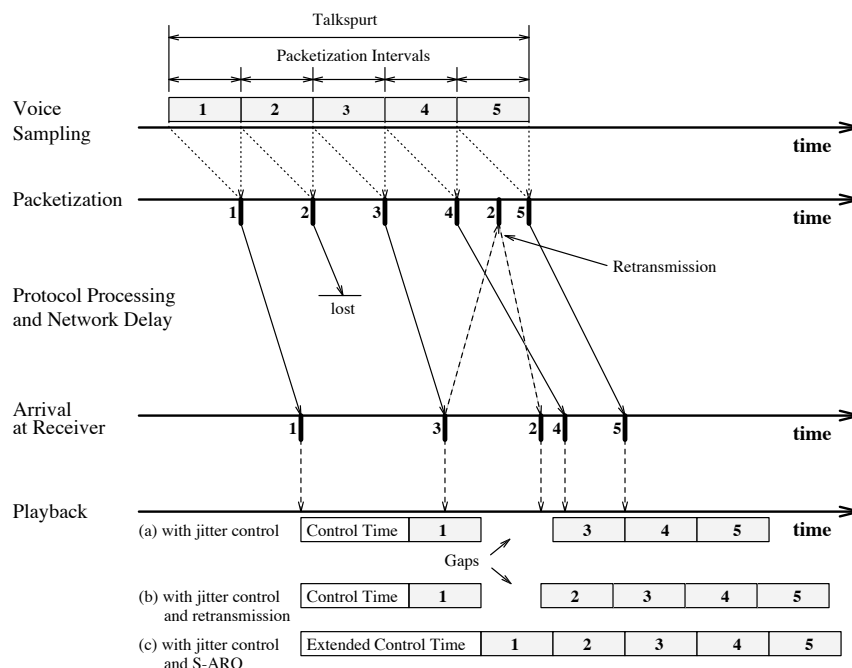 Talkspurt
Packetization Intervals
Voice
Sampling
1 2 3 4 5
time
Packetization
1 2 3 4 2 5
time
Retransmission
Protocol Processing
and Network Delay
lost
Arrival
at Receiver
1 3 2 4 5
time
Playback
(a) with jitter control
Control Time 1 3 4 5
time
Gaps
(b) with jitter control
and retransmission
Control Time 1 2 3 4 5
(c) with jitter control
and S-ARQ
Extended Control Time 1 2 3 4 5